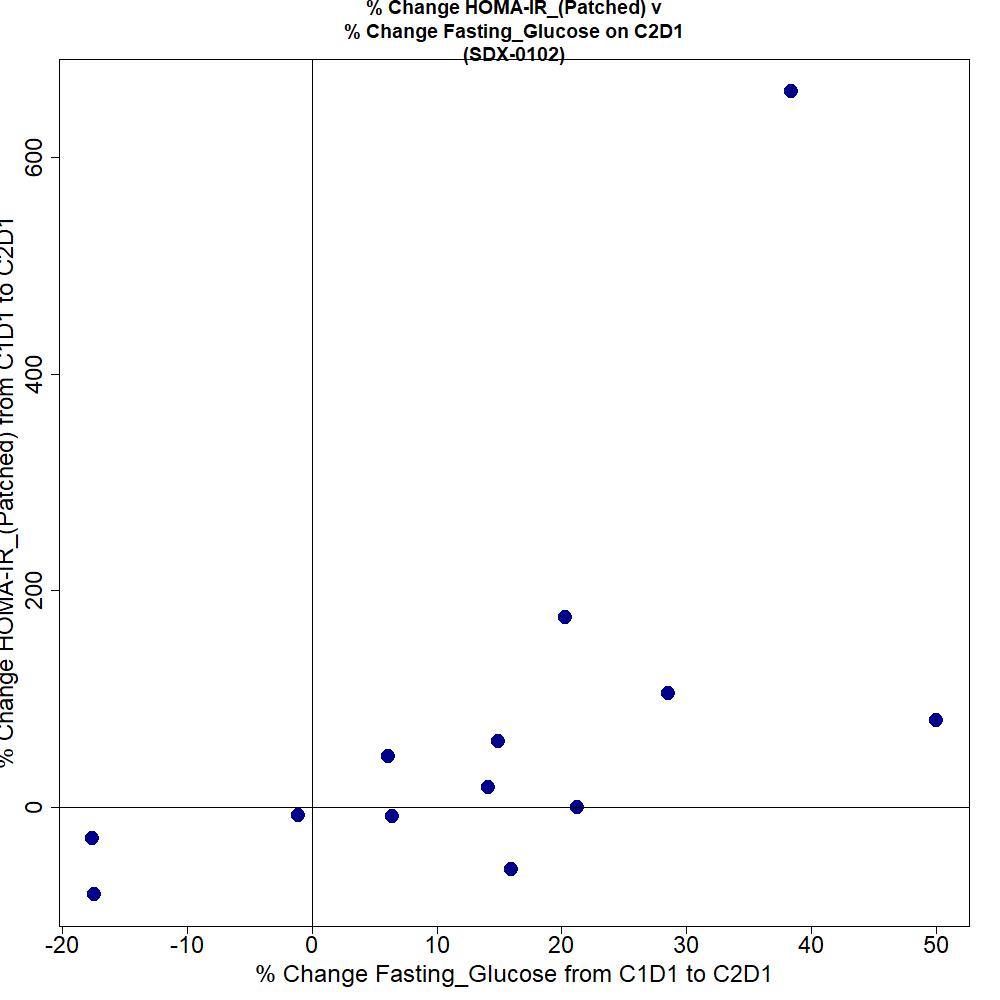 % Change HOMA-IR_(Patched) v
% Change Fasting_Glucose on C2D1
(SDX-0102)
% Change HOMA-IR_(Patched) from C1D1 to C2D1
600
400
200
0
-20 -10 0 10 20 30 40 50
% Change Fasting_Glucose from C1D1 to C2D1